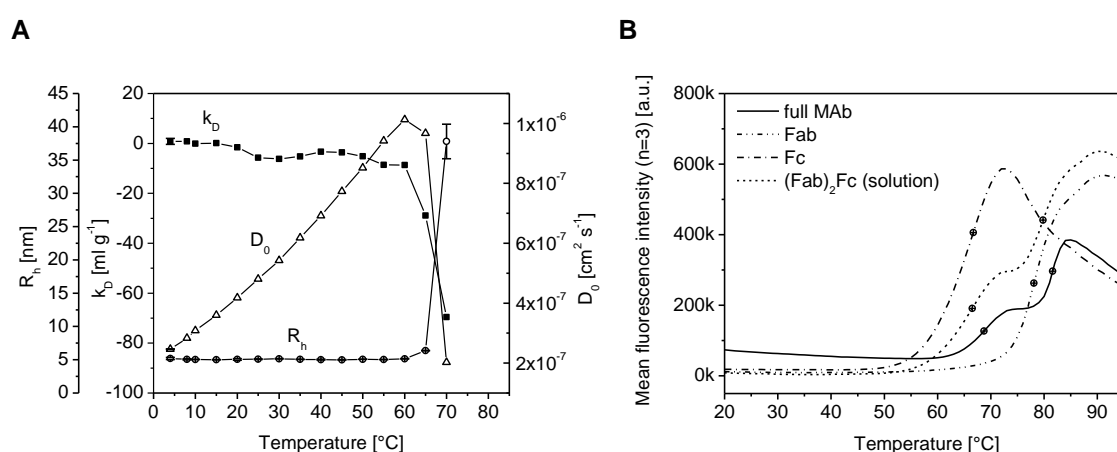 A
B
R_h [nm]
45
40
35
30
25
20
15
10
5
0
k_D [ml g⁻¹]
20
0
-20
-40
-60
-80
-100
k_D
D_0
R_h
1x10⁻⁶
8x10⁻⁷
6x10⁻⁷
4x10⁻⁷
2x10⁻⁷
D_0 [cm² s⁻¹]
0 10 20 30 40 50 60 70 80
Temperature [°C]
Mean fluorescence intensity (n=3) [a.u.]
800k
600k
400k
200k
0k
full MAb
Fab
Fc
(Fab)₂Fc (solution)
20 30 40 50 60 70 80 90
Temperature [°C]